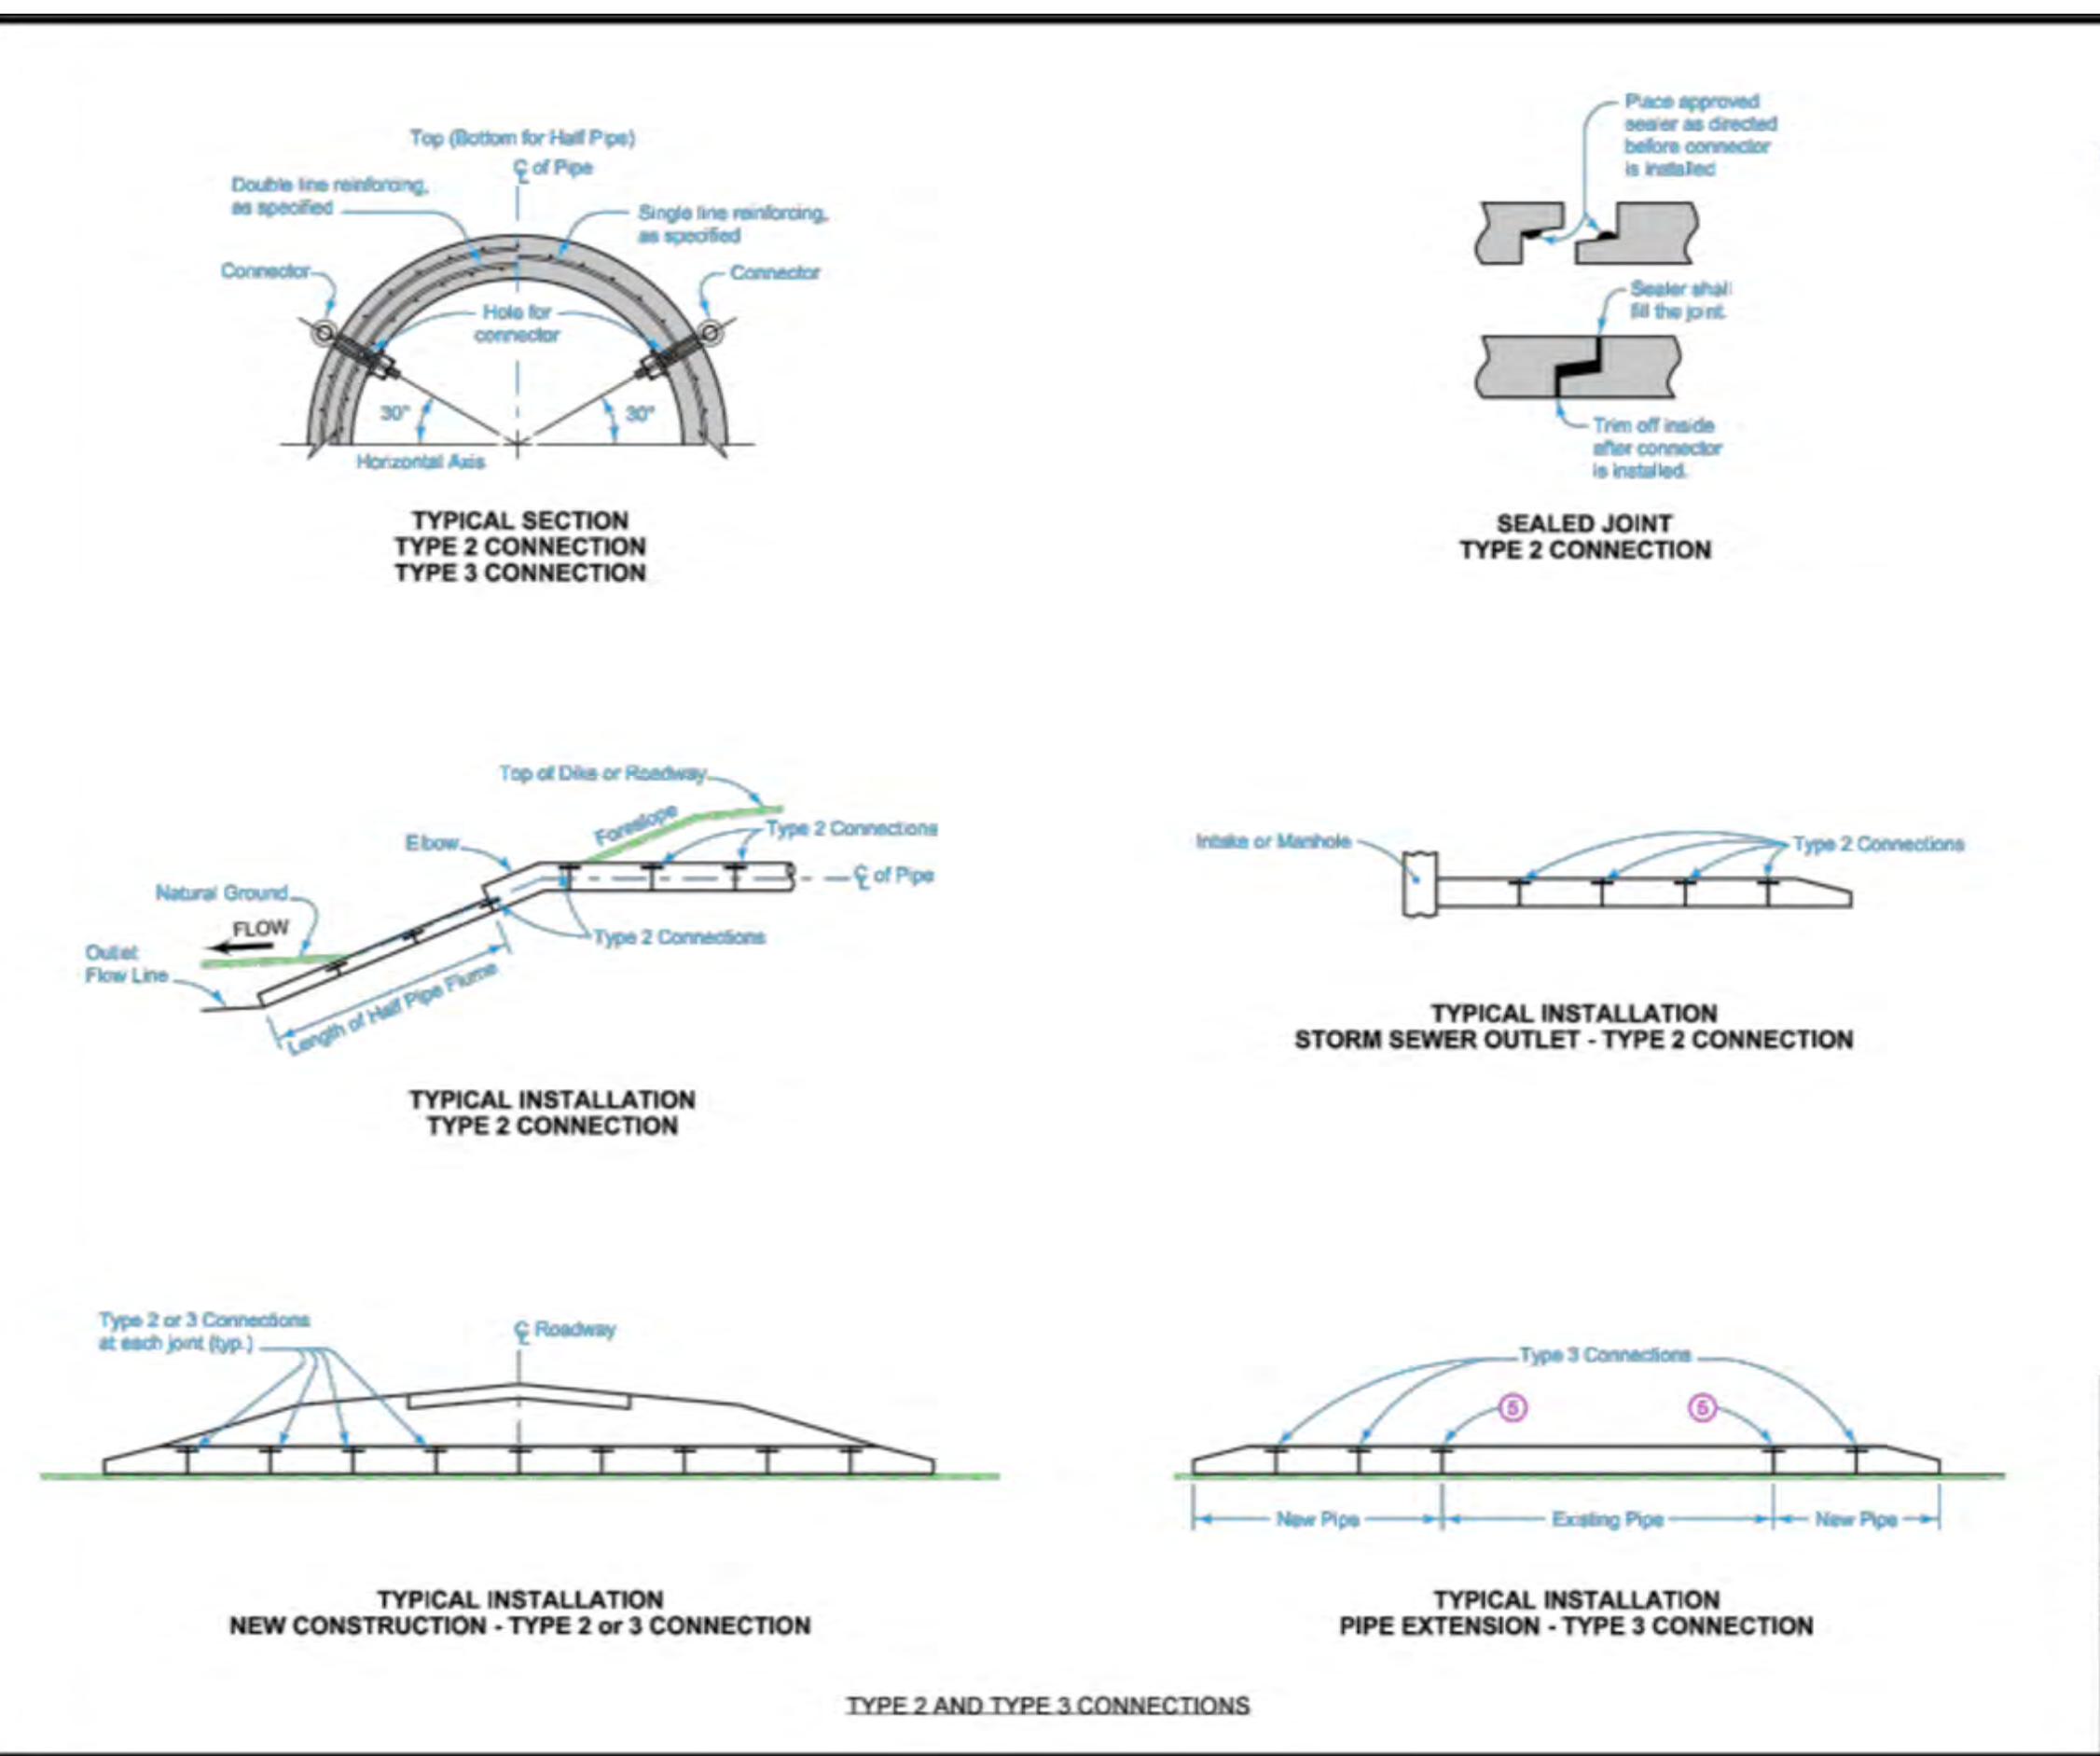 Top (Bottom for Half Pipe)
℄ of Pipe
Double line reinforcing,
as specified
Single line reinforcing,
as specified
Connector
Connector
Hole for
connector
30°
30°
Horizontal Axis
TYPICAL SECTION
TYPE 2 CONNECTION
TYPE 3 CONNECTION
Place approved
sealer as directed
before connector
is installed
Sealer shall
fill the joint.
Trim off inside
after connector
is installed.
SEALED JOINT
TYPE 2 CONNECTION
Top of Dike or Roadway
Foreslope
Type 2 Connections
Elbow
℄ of Pipe
Natural Ground
FLOW
Type 2 Connections
Outlet
Flow Line
Length of Half Pipe Flume
TYPICAL INSTALLATION
TYPE 2 CONNECTION
Intake or Manhole
Type 2 Connections
TYPICAL INSTALLATION
STORM SEWER OUTLET - TYPE 2 CONNECTION
Type 2 or 3 Connections
at each joint (typ.)
℄ Roadway
TYPICAL INSTALLATION
NEW CONSTRUCTION - TYPE 2 or 3 CONNECTION
Type 3 Connections
5
5
New Pipe
Existing Pipe
New Pipe
TYPICAL INSTALLATION
PIPE EXTENSION - TYPE 3 CONNECTION
TYPE 2 AND TYPE 3 CONNECTIONS